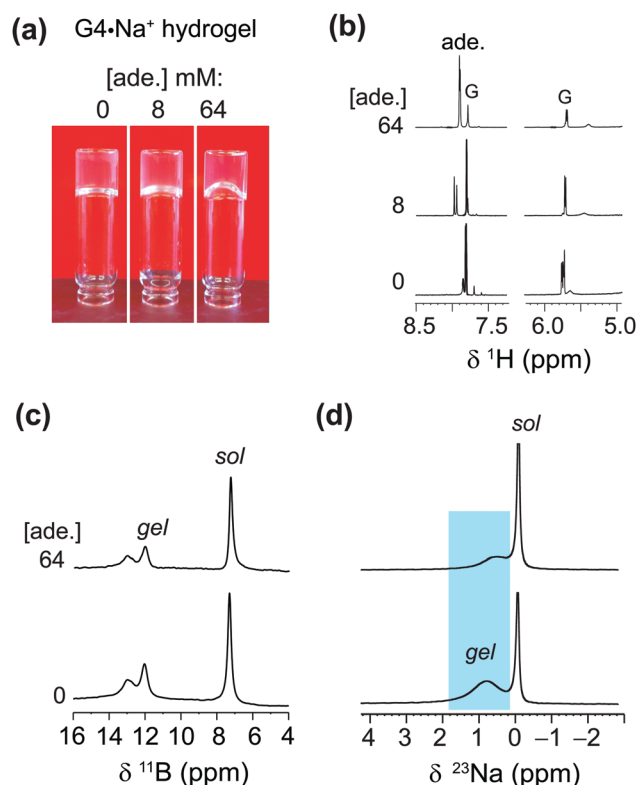 (a) G4•Na⁺ hydrogel
[ade.] mM:
0 8 64
(b)
ade.
G G
[ade.]
64
8
0
8.5 7.5 6.0 5.0
δ ¹H (ppm)
(c)
sol
[ade.] gel
64
0
16 14 12 10 8 6 4
δ ¹¹B (ppm)
(d)
sol
gel
4 3 2 1 0 −1 −2
δ ²³Na (ppm)